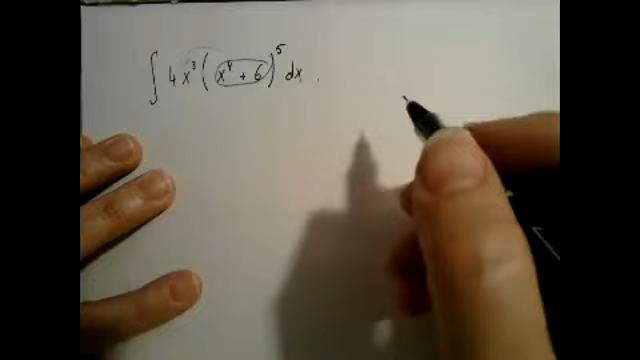 ∫ 4x³(x⁴ + 6)⁵ dx .